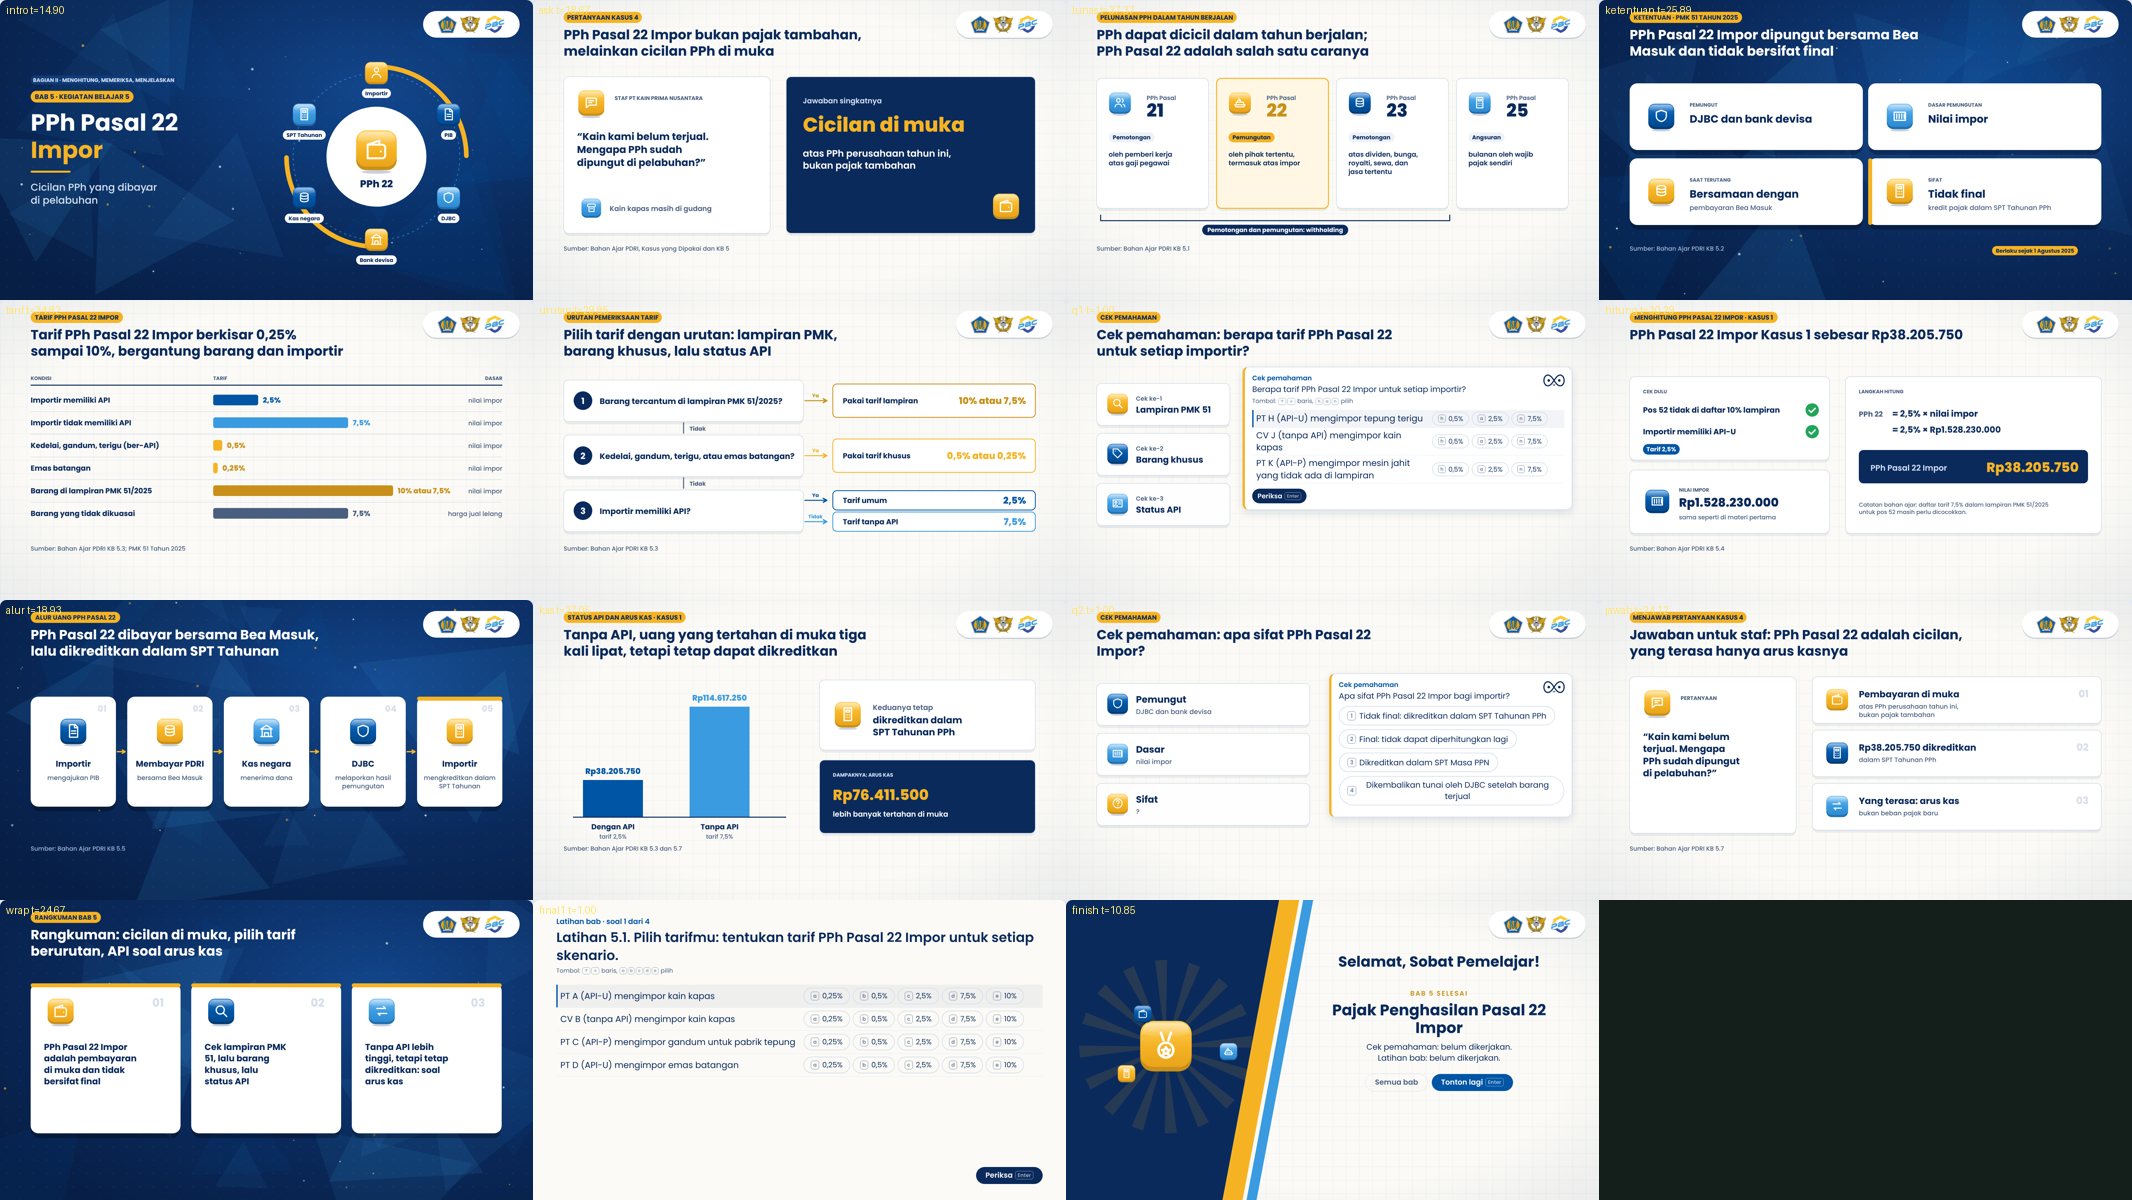 intro t=14.90
BAGIAN II · MENGHITUNG, MEMERIKSA, MENJELASKAN
BAB 5 · KEGIATAN BELAJAR 5
PPh Pasal 22
Impor
Cicilan PPh yang dibayar
di pelabuhan
Importir
PIB
DJBC
Bank devisa
Kas negara
SPT Tahunan
PPh 22
PERTANYAAN KASUS 4
PPh Pasal 22 Impor bukan pajak tambahan,
melainkan cicilan PPh di muka
STAF PT KAIN PRIMA NUSANTARA
“Kain kami belum terjual.
Mengapa PPh sudah
dipungut di pelabuhan?”
Kain kapas masih di gudang
Jawaban singkatnya
Cicilan di muka
atas PPh perusahaan tahun ini,
bukan pajak tambahan
Sumber: Bahan Ajar PDRI, Kasus yang Dipakai dan KB 5
PELUNASAN PPH DALAM TAHUN BERJALAN
PPh dapat dicicil dalam tahun berjalan;
PPh Pasal 22 adalah salah satu caranya
PPh Pasal
21
Pemotongan
oleh pemberi kerja
atas gaji pegawai
PPh Pasal
22
Pemungutan
oleh pihak tertentu,
termasuk atas impor
PPh Pasal
23
Pemotongan
atas dividen, bunga,
royalti, sewa, dan
jasa tertentu
PPh Pasal
25
Angsuran
bulanan oleh wajib
pajak sendiri
Pemotongan dan pemungutan: withholding
Sumber: Bahan Ajar PDRI KB 5.1
ketentuan t=25.89
KETENTUAN · PMK 51 TAHUN 2025
PPh Pasal 22 Impor dipungut bersama Bea
Masuk dan tidak bersifat final
PEMUNGUT
DJBC dan bank devisa
DASAR PEMUNGUTAN
Nilai impor
SAAT TERUTANG
Bersamaan dengan
pembayaran Bea Masuk
SIFAT
Tidak final
kredit pajak dalam SPT Tahunan PPh
Sumber: Bahan Ajar PDRI KB 5.2
Berlaku sejak 1 Agustus 2025
TARIF PPH PASAL 22 IMPOR
Tarif PPh Pasal 22 Impor berkisar 0,25%
sampai 10%, bergantung barang dan importir
KONDISI
TARIF
DASAR
Importir memiliki API
2,5%
nilai impor
Importir tidak memiliki API
7,5%
nilai impor
Kedelai, gandum, terigu (ber-API)
0,5%
nilai impor
Emas batangan
0,25%
nilai impor
Barang di lampiran PMK 51/2025
10% atau 7,5%
nilai impor
Barang yang tidak dikuasai
7,5%
harga jual lelang
Sumber: Bahan Ajar PDRI KB 5.3; PMK 51 Tahun 2025
URUTAN PEMERIKSAAN TARIF
Pilih tarif dengan urutan: lampiran PMK,
barang khusus, lalu status API
1
Barang tercantum di lampiran PMK 51/2025?
Ya
Pakai tarif lampiran
10% atau 7,5%
Tidak
2
Kedelai, gandum, terigu, atau emas batangan?
Ya
Pakai tarif khusus
0,5% atau 0,25%
Tidak
3
Importir memiliki API?
Ya
Tarif umum
2,5%
Tidak
Tarif tanpa API
7,5%
Sumber: Bahan Ajar PDRI KB 5.3
q1 t=1.00
CEK PEMAHAMAN
Cek pemahaman: berapa tarif PPh Pasal 22
untuk setiap importir?
Cek ke-1
Lampiran PMK 51
Cek ke-2
Barang khusus
Cek ke-3
Status API
Cek pemahaman
Berapa tarif PPh Pasal 22 Impor untuk setiap importir?
Tombol: baris, a b c pilih
PT H (API-U) mengimpor tepung terigu
0,5%
2,5%
7,5%
CV J (tanpa API) mengimpor kain
kapas
0,5%
2,5%
7,5%
PT K (API-P) mengimpor mesin jahit
yang tidak ada di lampiran
0,5%
2,5%
7,5%
Periksa Enter
MENGHITUNG PPH PASAL 22 IMPOR · KASUS 1
PPh Pasal 22 Impor Kasus 1 sebesar Rp38.205.750
CEK DULU
Pos 52 tidak di daftar 10% lampiran
Importir memiliki API-U
Tarif 2,5%
NILAI IMPOR
Rp1.528.230.000
sama seperti di materi pertama
LANGKAH HITUNG
PPh 22 = 2,5% × nilai impor
= 2,5% × Rp1.528.230.000
PPh Pasal 22 Impor
Rp38.205.750
Catatan bahan ajar: daftar tarif 7,5% dalam lampiran PMK 51/2025
untuk pos 52 masih perlu dicocokkan.
Sumber: Bahan Ajar PDRI KB 5.4
alur t=18.93
ALUR UANG PPH PASAL 22
PPh Pasal 22 dibayar bersama Bea Masuk,
lalu dikreditkan dalam SPT Tahunan
01
Importir
mengajukan PIB
02
Membayar PDRI
bersama Bea Masuk
03
Kas negara
menerima dana
04
DJBC
melaporkan hasil
pemungutan
05
Importir
mengkreditkan dalam
SPT Tahunan
Sumber: Bahan Ajar PDRI KB 5.5
STATUS API DAN ARUS KAS · KASUS 1
Tanpa API, uang yang tertahan di muka tiga
kali lipat, tetapi tetap dapat dikreditkan
Rp38.205.750
Dengan API
tarif 2,5%
Rp114.617.250
Tanpa API
tarif 7,5%
Keduanya tetap
dikreditkan dalam
SPT Tahunan PPh
DAMPAKNYA: ARUS KAS
Rp76.411.500
lebih banyak tertahan di muka
Sumber: Bahan Ajar PDRI KB 5.3 dan 5.7
q2 t=1.00
CEK PEMAHAMAN
Cek pemahaman: apa sifat PPh Pasal 22
Impor?
Pemungut
DJBC dan bank devisa
Dasar
nilai impor
Sifat
?
Cek pemahaman
Apa sifat PPh Pasal 22 Impor bagi importir?
1 Tidak final: dikreditkan dalam SPT Tahunan PPh
2 Final: tidak dapat diperhitungkan lagi
3 Dikreditkan dalam SPT Masa PPN
4 Dikembalikan tunai oleh DJBC setelah barang
terjual
MENJAWAB PERTANYAAN KASUS 4
Jawaban untuk staf: PPh Pasal 22 adalah cicilan,
yang terasa hanya arus kasnya
PERTANYAAN
“Kain kami belum
terjual. Mengapa
PPh sudah dipungut
di pelabuhan?”
Pembayaran di muka
atas PPh perusahaan tahun ini,
bukan pajak tambahan
01
Rp38.205.750 dikreditkan
dalam SPT Tahunan PPh
02
Yang terasa: arus kas
bukan beban pajak baru
03
Sumber: Bahan Ajar PDRI KB 5.7
wrap t=24.67
RANGKUMAN BAB 5
Rangkuman: cicilan di muka, pilih tarif
berurutan, API soal arus kas
01
PPh Pasal 22 Impor
adalah pembayaran
di muka dan tidak
bersifat final
02
Cek lampiran PMK
51, lalu barang
khusus, lalu
status API
03
Tanpa API lebih
tinggi, tetapi tetap
dikreditkan: soal
arus kas
final1 t=1.00
Latihan bab · soal 1 dari 4
Latihan 5.1. Pilih tarifmu: tentukan tarif PPh Pasal 22 Impor untuk setiap
skenario.
Tombol: baris, a b c d e pilih
PT A (API-U) mengimpor kain kapas
a 0,25% b 0,5% c 2,5% d 7,5% e 10%
CV B (tanpa API) mengimpor kain kapas
a 0,25% b 0,5% c 2,5% d 7,5% e 10%
PT C (API-P) mengimpor gandum untuk pabrik tepung
a 0,25% b 0,5% c 2,5% d 7,5% e 10%
PT D (API-U) mengimpor emas batangan
a 0,25% b 0,5% c 2,5% d 7,5% e 10%
Periksa Enter
finish t=10.85
Selamat, Sobat Pemelajar!
BAB 5 SELESAI
Pajak Penghasilan Pasal 22
Impor
Cek pemahaman: belum dikerjakan.
Latihan bab: belum dikerjakan.
Semua bab
Tonton lagi Enter